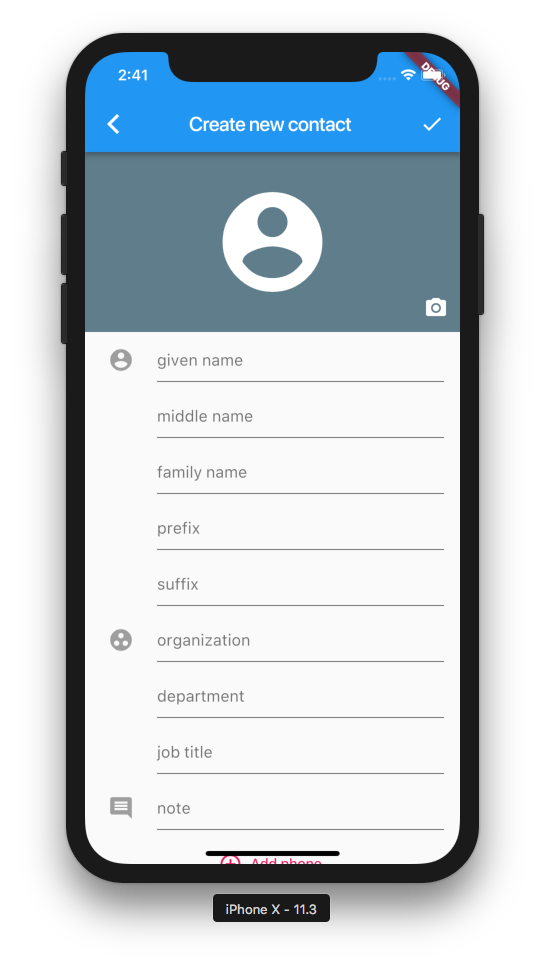 2:41
DEBUG
Create new contact
given name
middle name
family name
prefix
suffix
organization
department
job title
note
Add phone
iPhone X - 11.3